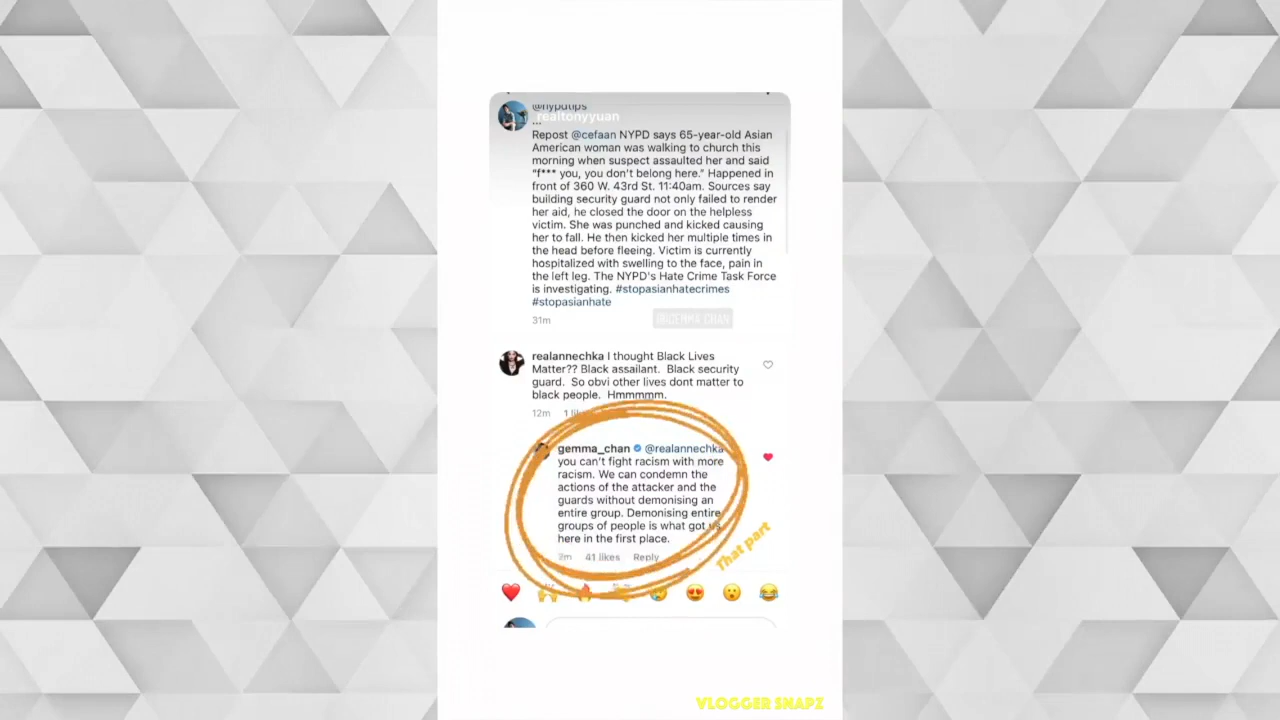 @nypdtips
realtonyyuan
...
Repost @cefaan NYPD says 65-year-old Asian
American woman was walking to church this
morning when suspect assaulted her and said
"f*** you, you don't belong here." Happened in
front of 360 W. 43rd St. 11:40am. Sources say
building security guard not only failed to render
her aid, he closed the door on the helpless
victim. She was punched and kicked causing
her to fall. He then kicked her multiple times in
the head before fleeing. Victim is currently
hospitalized with swelling to the face, pain in
the left leg. The NYPD's Hate Crime Task Force
is investigating. #stopasianhatecrimes
#stopasianhate
31m
realannechka I thought Black Lives
Matter?? Black assailant.  Black security
guard.  So obvi other lives dont matter to
black people.  Hmmmmm.
12m 1
gemma_chan @realannechka
you can't fight racism with more
racism. We can condemn the
actions of the attacker and the
guards without demonising an
entire group. Demonising entire
groups of people is what got us
here in the first place.
2m 41 likes Reply
That part
VLOGGER SNAPZ